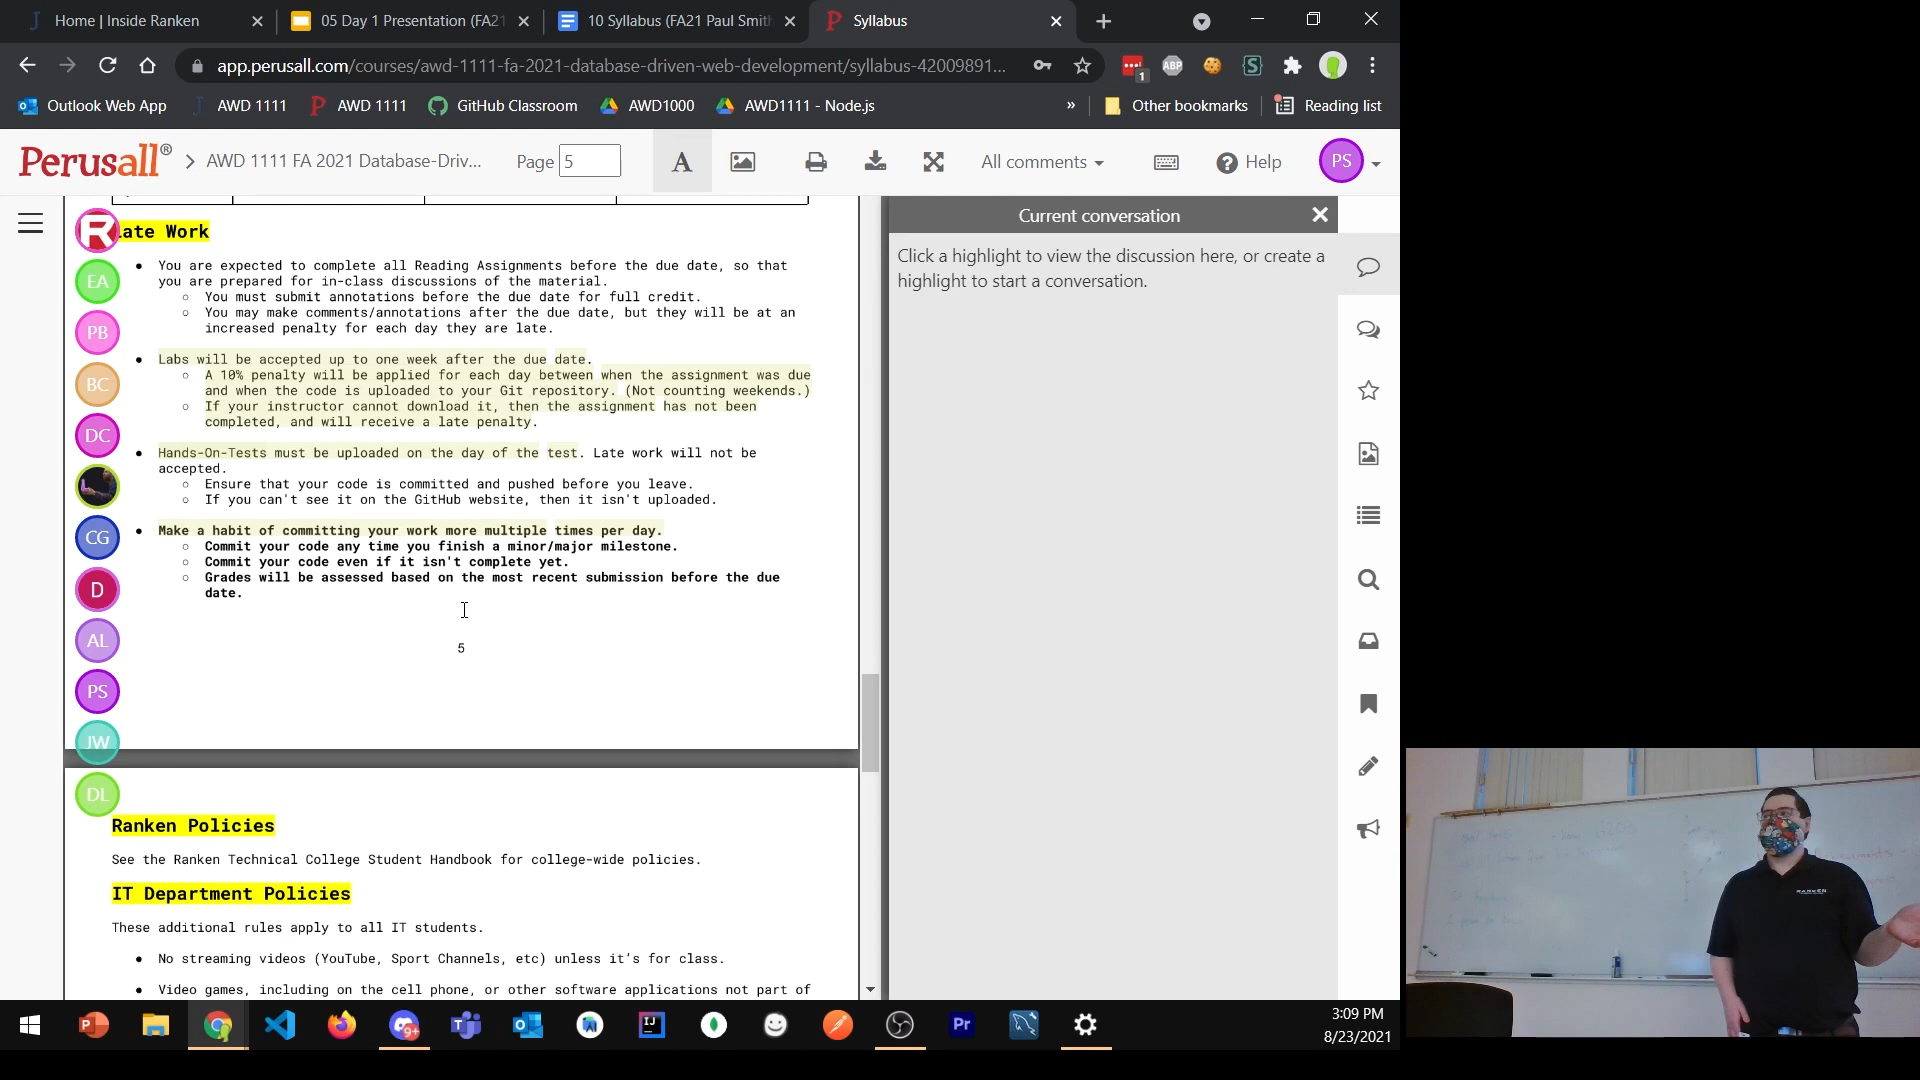 Home | Inside Ranken
05 Day 1 Presentation (FA21
10 Syllabus (FA21 Paul Smith
Syllabus
app.perusall.com/courses/awd-1111-fa-2021-database-driven-web-development/syllabus-42009891...
1
ABP
Outlook Web App
AWD 1111
AWD 1111
GitHub Classroom
AWD1000
AWD1111 - Node.js
»
Other bookmarks
Reading list
Perusall®
AWD 1111 FA 2021 Database-Driv...
Page 5
A
All comments
Help
PS
Current conversation
Click a highlight to view the discussion here, or create a
highlight to start a conversation.
R
EA
PB
BC
DC
CG
D
AL
PS
JW
DL
ate Work
• You are expected to complete all Reading Assignments before the due date, so that
you are prepared for in-class discussions of the material.
○ You must submit annotations before the due date for full credit.
○ You may make comments/annotations after the due date, but they will be at an
increased penalty for each day they are late.
• Labs will be accepted up to one week after the due date.
○ A 10% penalty will be applied for each day between when the assignment was due
and when the code is uploaded to your Git repository. (Not counting weekends.)
○ If your instructor cannot download it, then the assignment has not been
completed, and will receive a late penalty.
• Hands-On-Tests must be uploaded on the day of the test. Late work will not be
accepted.
○ Ensure that your code is committed and pushed before you leave.
○ If you can't see it on the GitHub website, then it isn't uploaded.
• Make a habit of committing your work more multiple times per day.
○ Commit your code any time you finish a minor/major milestone.
○ Commit your code even if it isn't complete yet.
○ Grades will be assessed based on the most recent submission before the due
date.
5
Ranken Policies
See the Ranken Technical College Student Handbook for college-wide policies.
IT Department Policies
These additional rules apply to all IT students.
• No streaming videos (YouTube, Sport Channels, etc) unless it’s for class.
• Video games, including on the cell phone, or other software applications not part of
9+
IJ
Pr
3:09 PM
8/23/2021
RANKEN